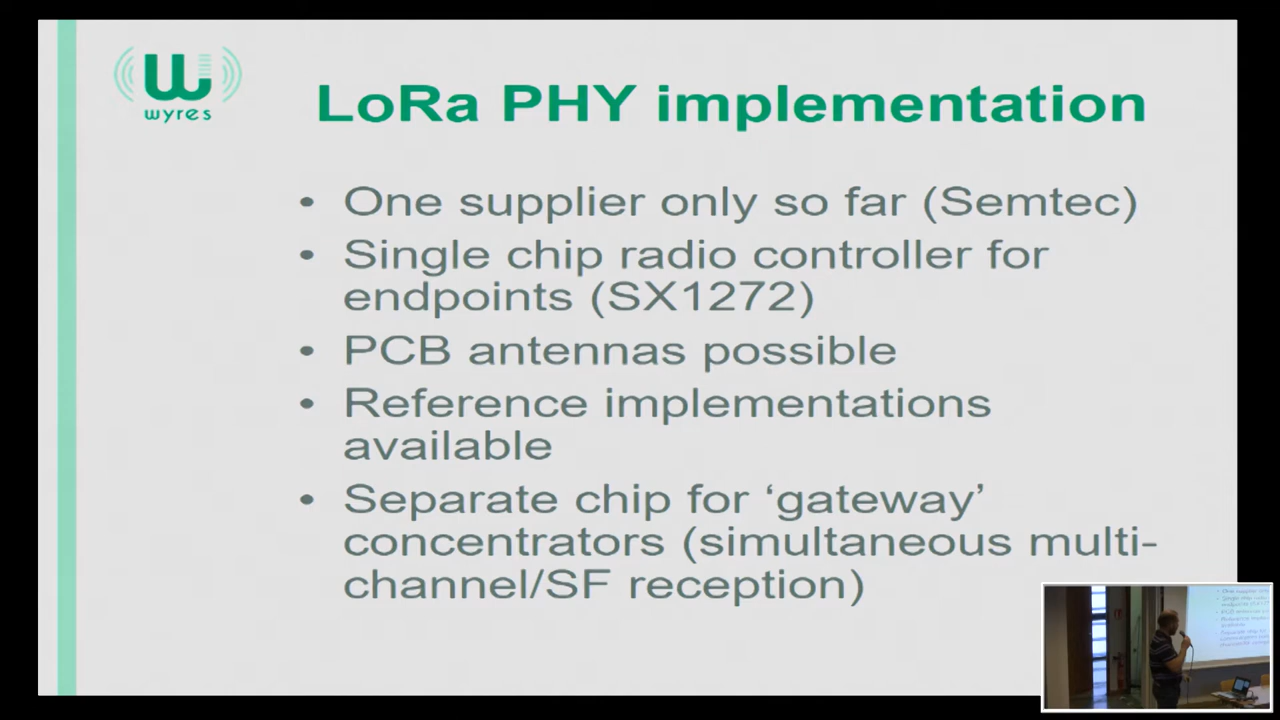 wyres
LoRa PHY implementation
• One supplier only so far (Semtec)
• Single chip radio controller for
endpoints (SX1272)
• PCB antennas possible
• Reference implementations
available
• Separate chip for ‘gateway’
concentrators (simultaneous multi-
channel/SF reception)